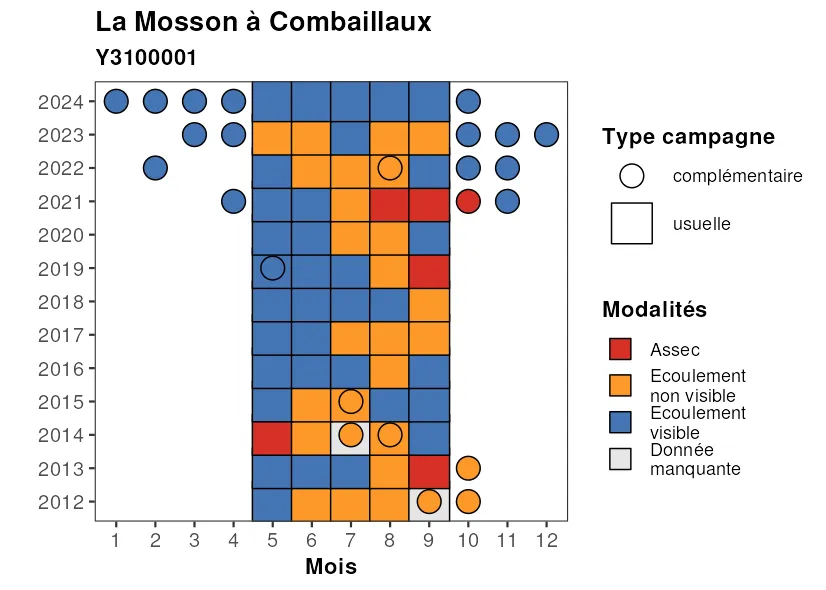 La Mosson à Combaillaux
Y3100001
2024
2023
2022
2021
2020
2019
2018
2017
2016
2015
2014
2013
2012
1 2 3 4 5 6 7 8 9 10 11 12
Mois
Type campagne
complémentaire
usuelle
Modalités
Assec
Ecoulement
non visible
Ecoulement
visible
Donnée
manquante